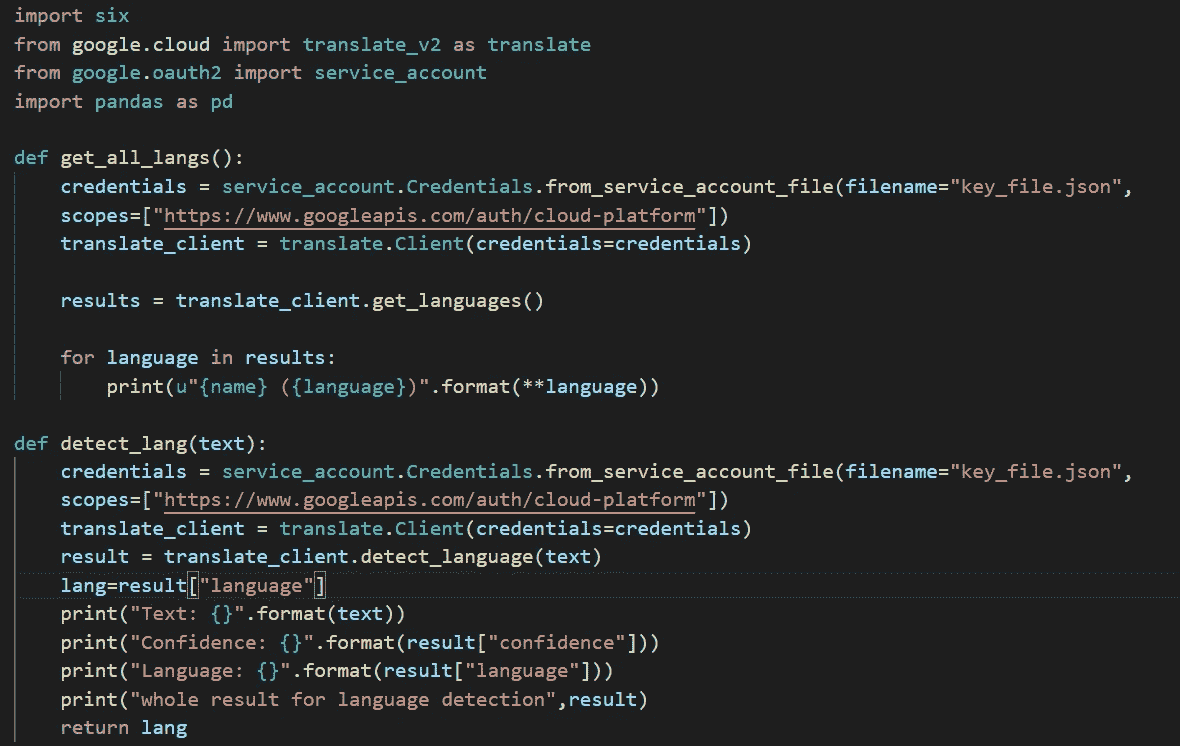 import six
from google.cloud import translate_v2 as translate
from google.oauth2 import service_account
import pandas as pd
def get_all_langs():
    credentials = service_account.Credentials.from_service_account_file(filename="key_file.json",
    scopes=["https://www.googleapis.com/auth/cloud-platform"])
    translate_client = translate.Client(credentials=credentials)
    results = translate_client.get_languages()
    for language in results:
        print(u"{name} ({language})".format(**language))
def detect_lang(text):
    credentials = service_account.Credentials.from_service_account_file(filename="key_file.json",
    scopes=["https://www.googleapis.com/auth/cloud-platform"])
    translate_client = translate.Client(credentials=credentials)
    result = translate_client.detect_language(text)
    lang=result["language"]
    print("Text: {}".format(text))
    print("Confidence: {}".format(result["confidence"]))
    print("Language: {}".format(result["language"]))
    print("whole result for language detection",result)
    return lang